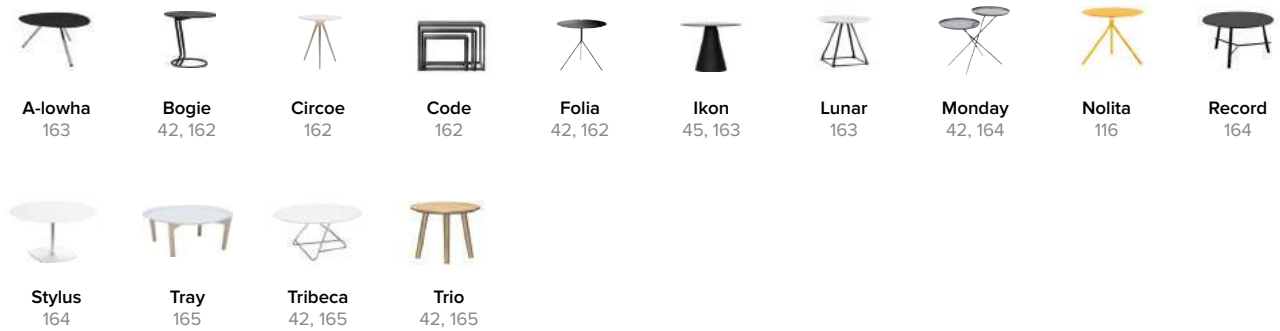 A-lowha Bogie Circoe Code Folia Ikon Lunar Monday Nolita Record
163 42, 162 162 162 42, 162 45, 163 163 42, 164 116 164
Stylus Tray Tribeca Trio
164 165 42, 165 42, 165